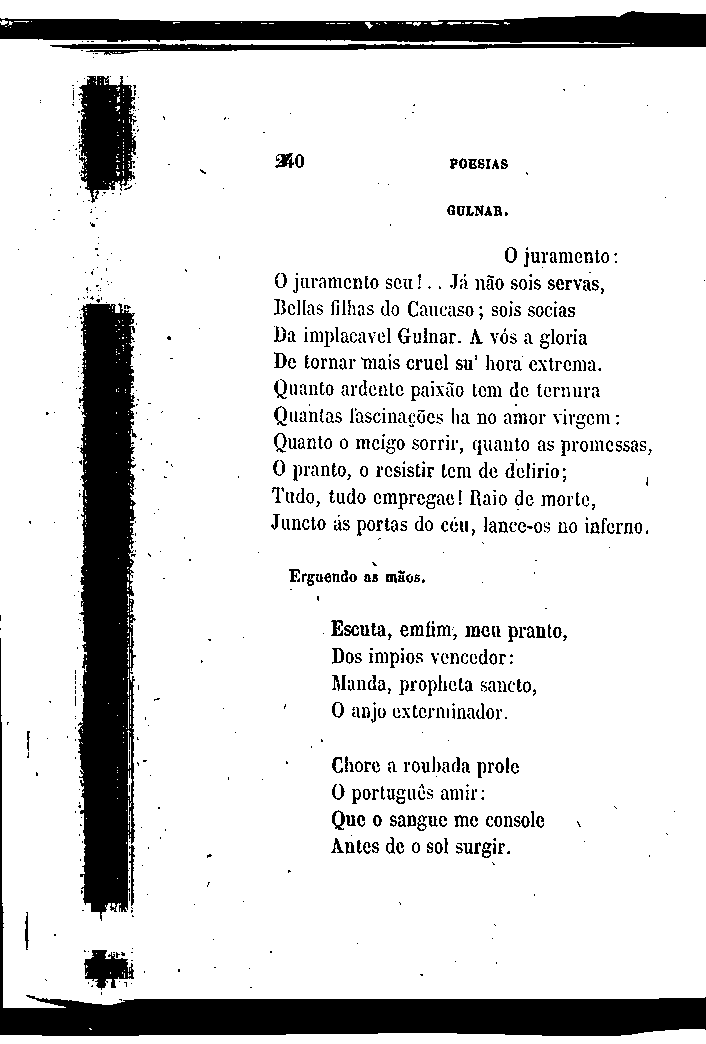 240 POESIAS
GULNAR.
O juramento:
O juramento seu!.. Já não sois servas,
Bellas filhas do Caucaso; sois socias
Da implacavel Gulnar. A vós a gloria
De tornar mais cruel su' hora extrema.
Quanto ardente paixão tem de ternura
Quantas fascinações ha no amor virgem:
Quanto o meigo sorrir, quanto as promessas,
O pranto, o resistir tem de delirio;
Tudo, tudo empregae! Raio de morte,
Juncto ás portas do céu, lance-os no inferno.
Erguendo as mãos.
Escuta, emfim, meu pranto,
Dos impios vencedor:
Manda, propheta sancto,
O anjo exterminador.
Chore a roubada prole
O português amir:
Que o sangue me console
Antes de o sol surgir.